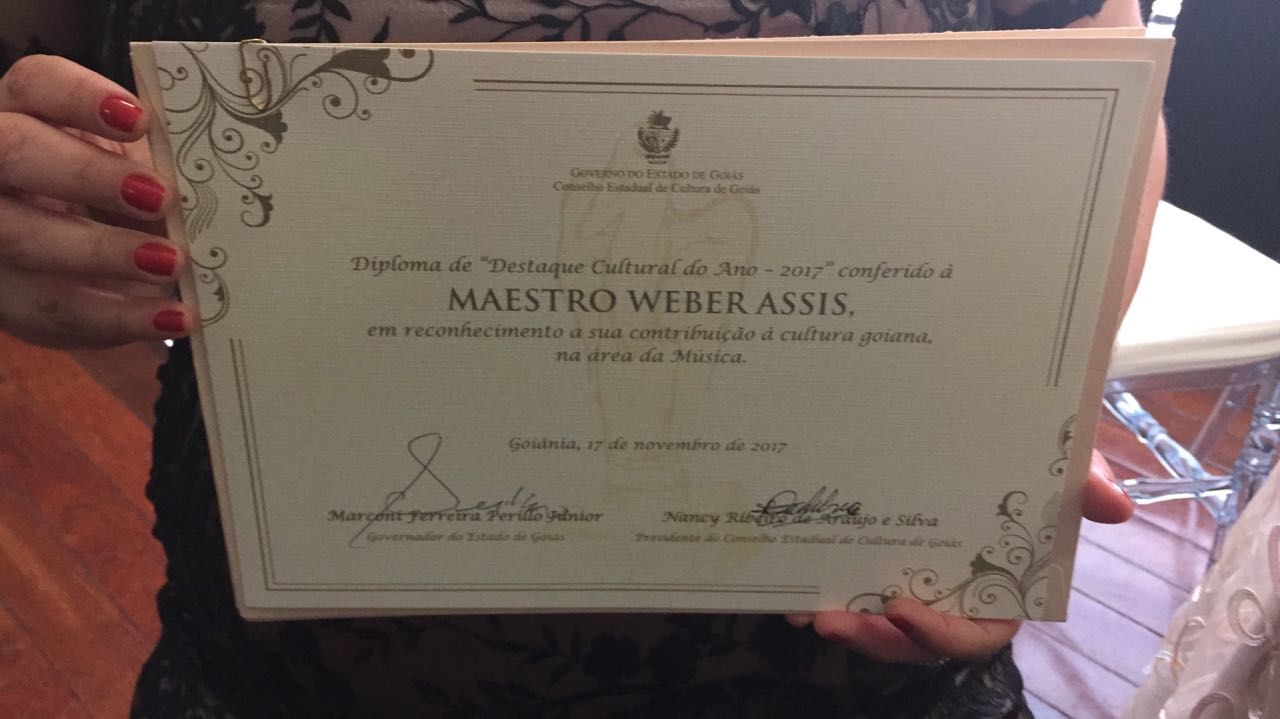 GOVERNO DO ESTADO DE GOIÁS
Conselho Estadual de Cultura de Goiás
Diploma de “Destaque Cultural do Ano – 2017” conferido à
MAESTRO WEBER ASSIS,
em reconhecimento a sua contribuição à cultura goiana,
na área da Música.
Goiânia, 17 de novembro de 2017
Marconi Ferreira Perillo Júnior
Governador do Estado de Goiás
Nancy Ribeiro de Araújo e Silva
Presidente do Conselho Estadual de Cultura de Goiás